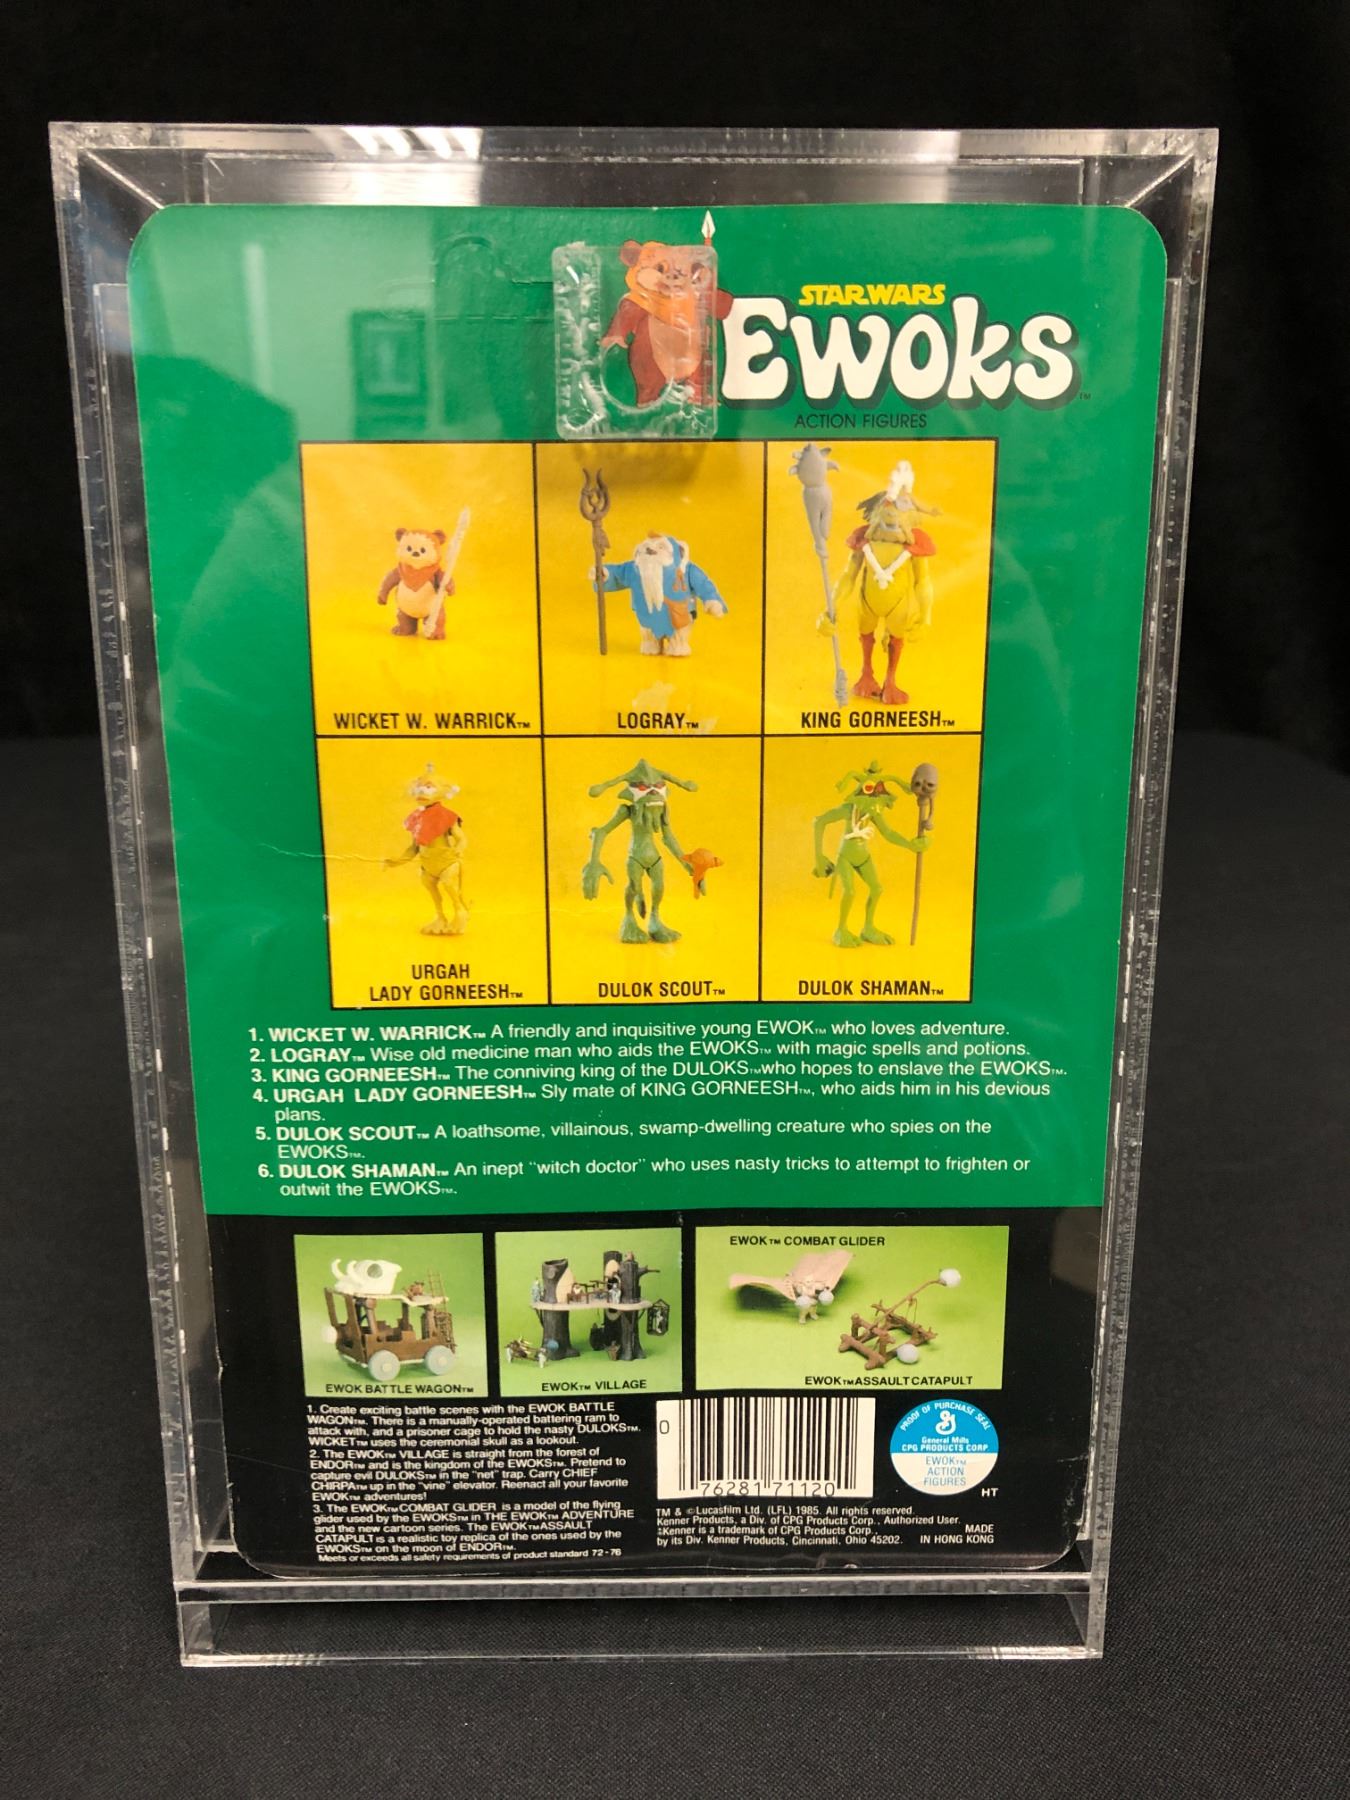 STAR WARS
Ewoks™
ACTION FIGURES
WICKET W. WARRICK™
LOGRAY™
KING GORNEESH™
URGAH
LADY GORNEESH™
DULOK SCOUT™
DULOK SHAMAN™
1. WICKET W. WARRICK™ A friendly and inquisitive young EWOK™ who loves adventure.
2. LOGRAY™ Wise old medicine man who aids the EWOKS™ with magic spells and potions.
3. KING GORNEESH™ The conniving king of the DULOKS™who hopes to enslave the EWOKS™.
4. URGAH LADY GORNEESH™ Sly mate of KING GORNEESH™, who aids him in his devious
plans.
5. DULOK SCOUT™ A loathsome, villainous, swamp-dwelling creature who spies on the
EWOKS™.
6. DULOK SHAMAN™ An inept "witch doctor" who uses nasty tricks to attempt to frighten or
outwit the EWOKS™.
EWOK BATTLE WAGON™
EWOK™ VILLAGE
EWOK™ COMBAT GLIDER
EWOK™ASSAULT CATAPULT
1. Create exciting battle scenes with the EWOK BATTLE
WAGON™. There is a manually-operated battering ram to
attack with, and a prisoner cage to hold the nasty DULOKS™.
WICKET™ uses the ceremonial skull as a lookout.
2. The EWOK™ VILLAGE is straight from the forest of
ENDOR™ and is the kingdom of the EWOKS™. Pretend to
capture evil DULOKS™ in the "net" trap. Carry CHIEF
CHIRPA™ up in the "vine" elevator. Reenact all your favorite
EWOK™ adventures!
3. The EWOK™COMBAT GLIDER is a model of the flying
glider used by the EWOKS™ in THE EWOK™ ADVENTURE
and the new cartoon series. The EWOK™ASSAULT
CATAPULT is a realistic toy replica of the ones used by the
EWOKS™ on the moon of ENDOR™.
Meets or exceeds all safety requirements of product standard 72-76
0
76281 71120
PROOF OF PURCHASE SEAL
General Mills
CPG PRODUCTS CORP
EWOK™
ACTION
FIGURES
HT
TM & © Lucasfilm Ltd. (LFL) 1985. All rights reserved.
Kenner Products, a Div. of CPG Products Corp., Authorized User.
Kenner is a trademark of CPG Products Corp.,
by its Div. Kenner Products, Cincinnati, Ohio 45202.
MADE
IN HONG KONG